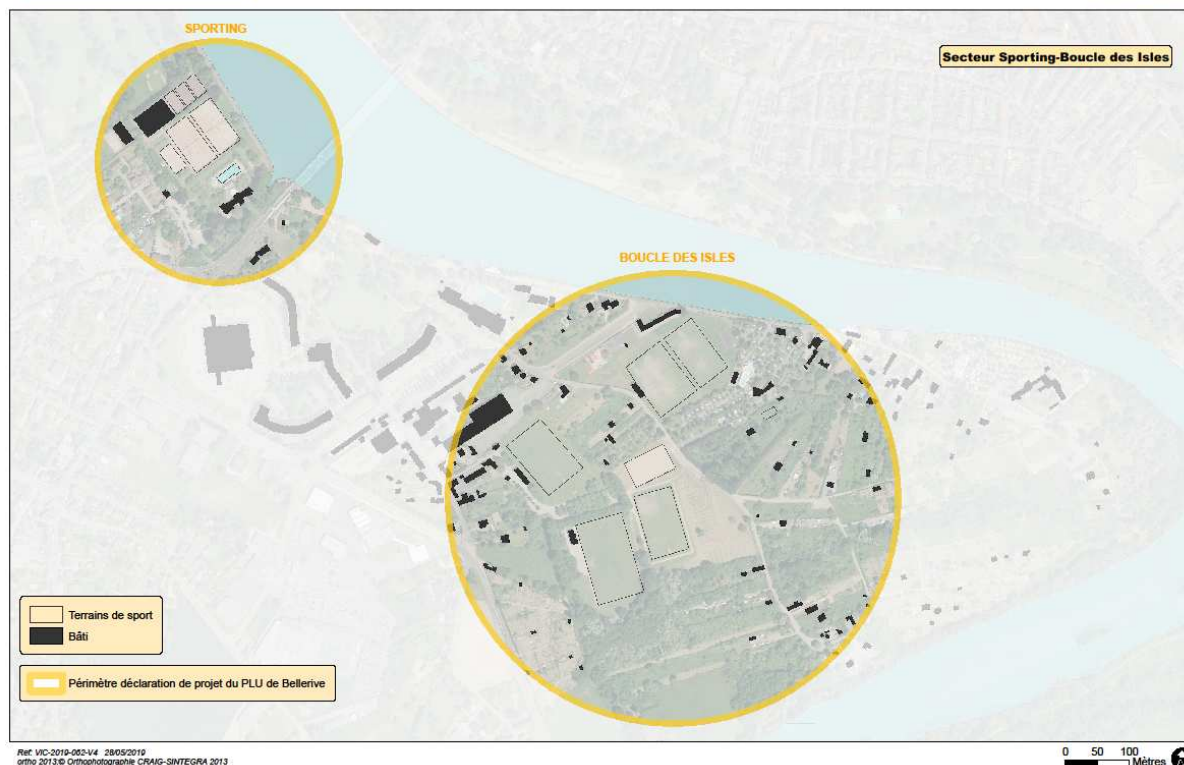 SPORTING
Secteur Sporting-Boucle des Isles
BOUCLE DES ISLES
Terrains de sport
Bâti
Périmètre déclaration de projet du PLU de Bellerive
Ref: VIC-2019-062-V4 28/05/2019
ortho 2013:© Orthophotographie CRAIG-SINTEGRA 2013
0 50 100
Mètres